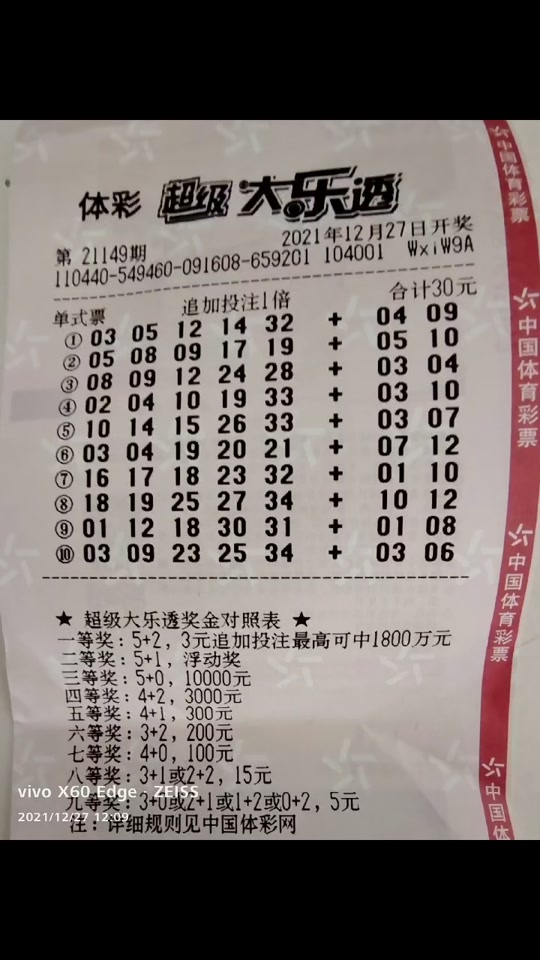 体彩 超级大乐透
第 21149期 2021年12月27日开奖
110440-549460-091608-659201 104001 WxiW9A
单式票 追加投注1倍 合计30元
① 03 05 12 14 32 + 04 09
② 05 08 09 17 19 + 05 10
③ 08 09 12 24 28 + 03 04
④ 02 04 10 19 33 + 03 10
⑤ 10 14 15 26 33 + 03 07
⑥ 03 04 19 20 21 + 07 12
⑦ 16 17 18 23 32 + 01 10
⑧ 18 19 25 27 34 + 10 12
⑨ 01 12 18 30 31 + 01 08
⑩ 03 09 23 25 34 + 03 06
★ 超级大乐透奖金对照表 ★
一等奖：5+2，3元追加投注最高可中1800万元
二等奖：5+1，浮动奖
三等奖：5+0，10000元
四等奖：4+2，3000元
五等奖：4+1，300元
六等奖：3+2，200元
七等奖：4+0，100元
八等奖：3+1或2+2，15元
九等奖：3+0或2+1或1+2或0+2，5元
注：详细规则见中国体彩网
中国体育彩票
中国体育彩票
中国体育彩票
中国体
vivo X60 Edge · ZEISS
2021/12/27 12:09